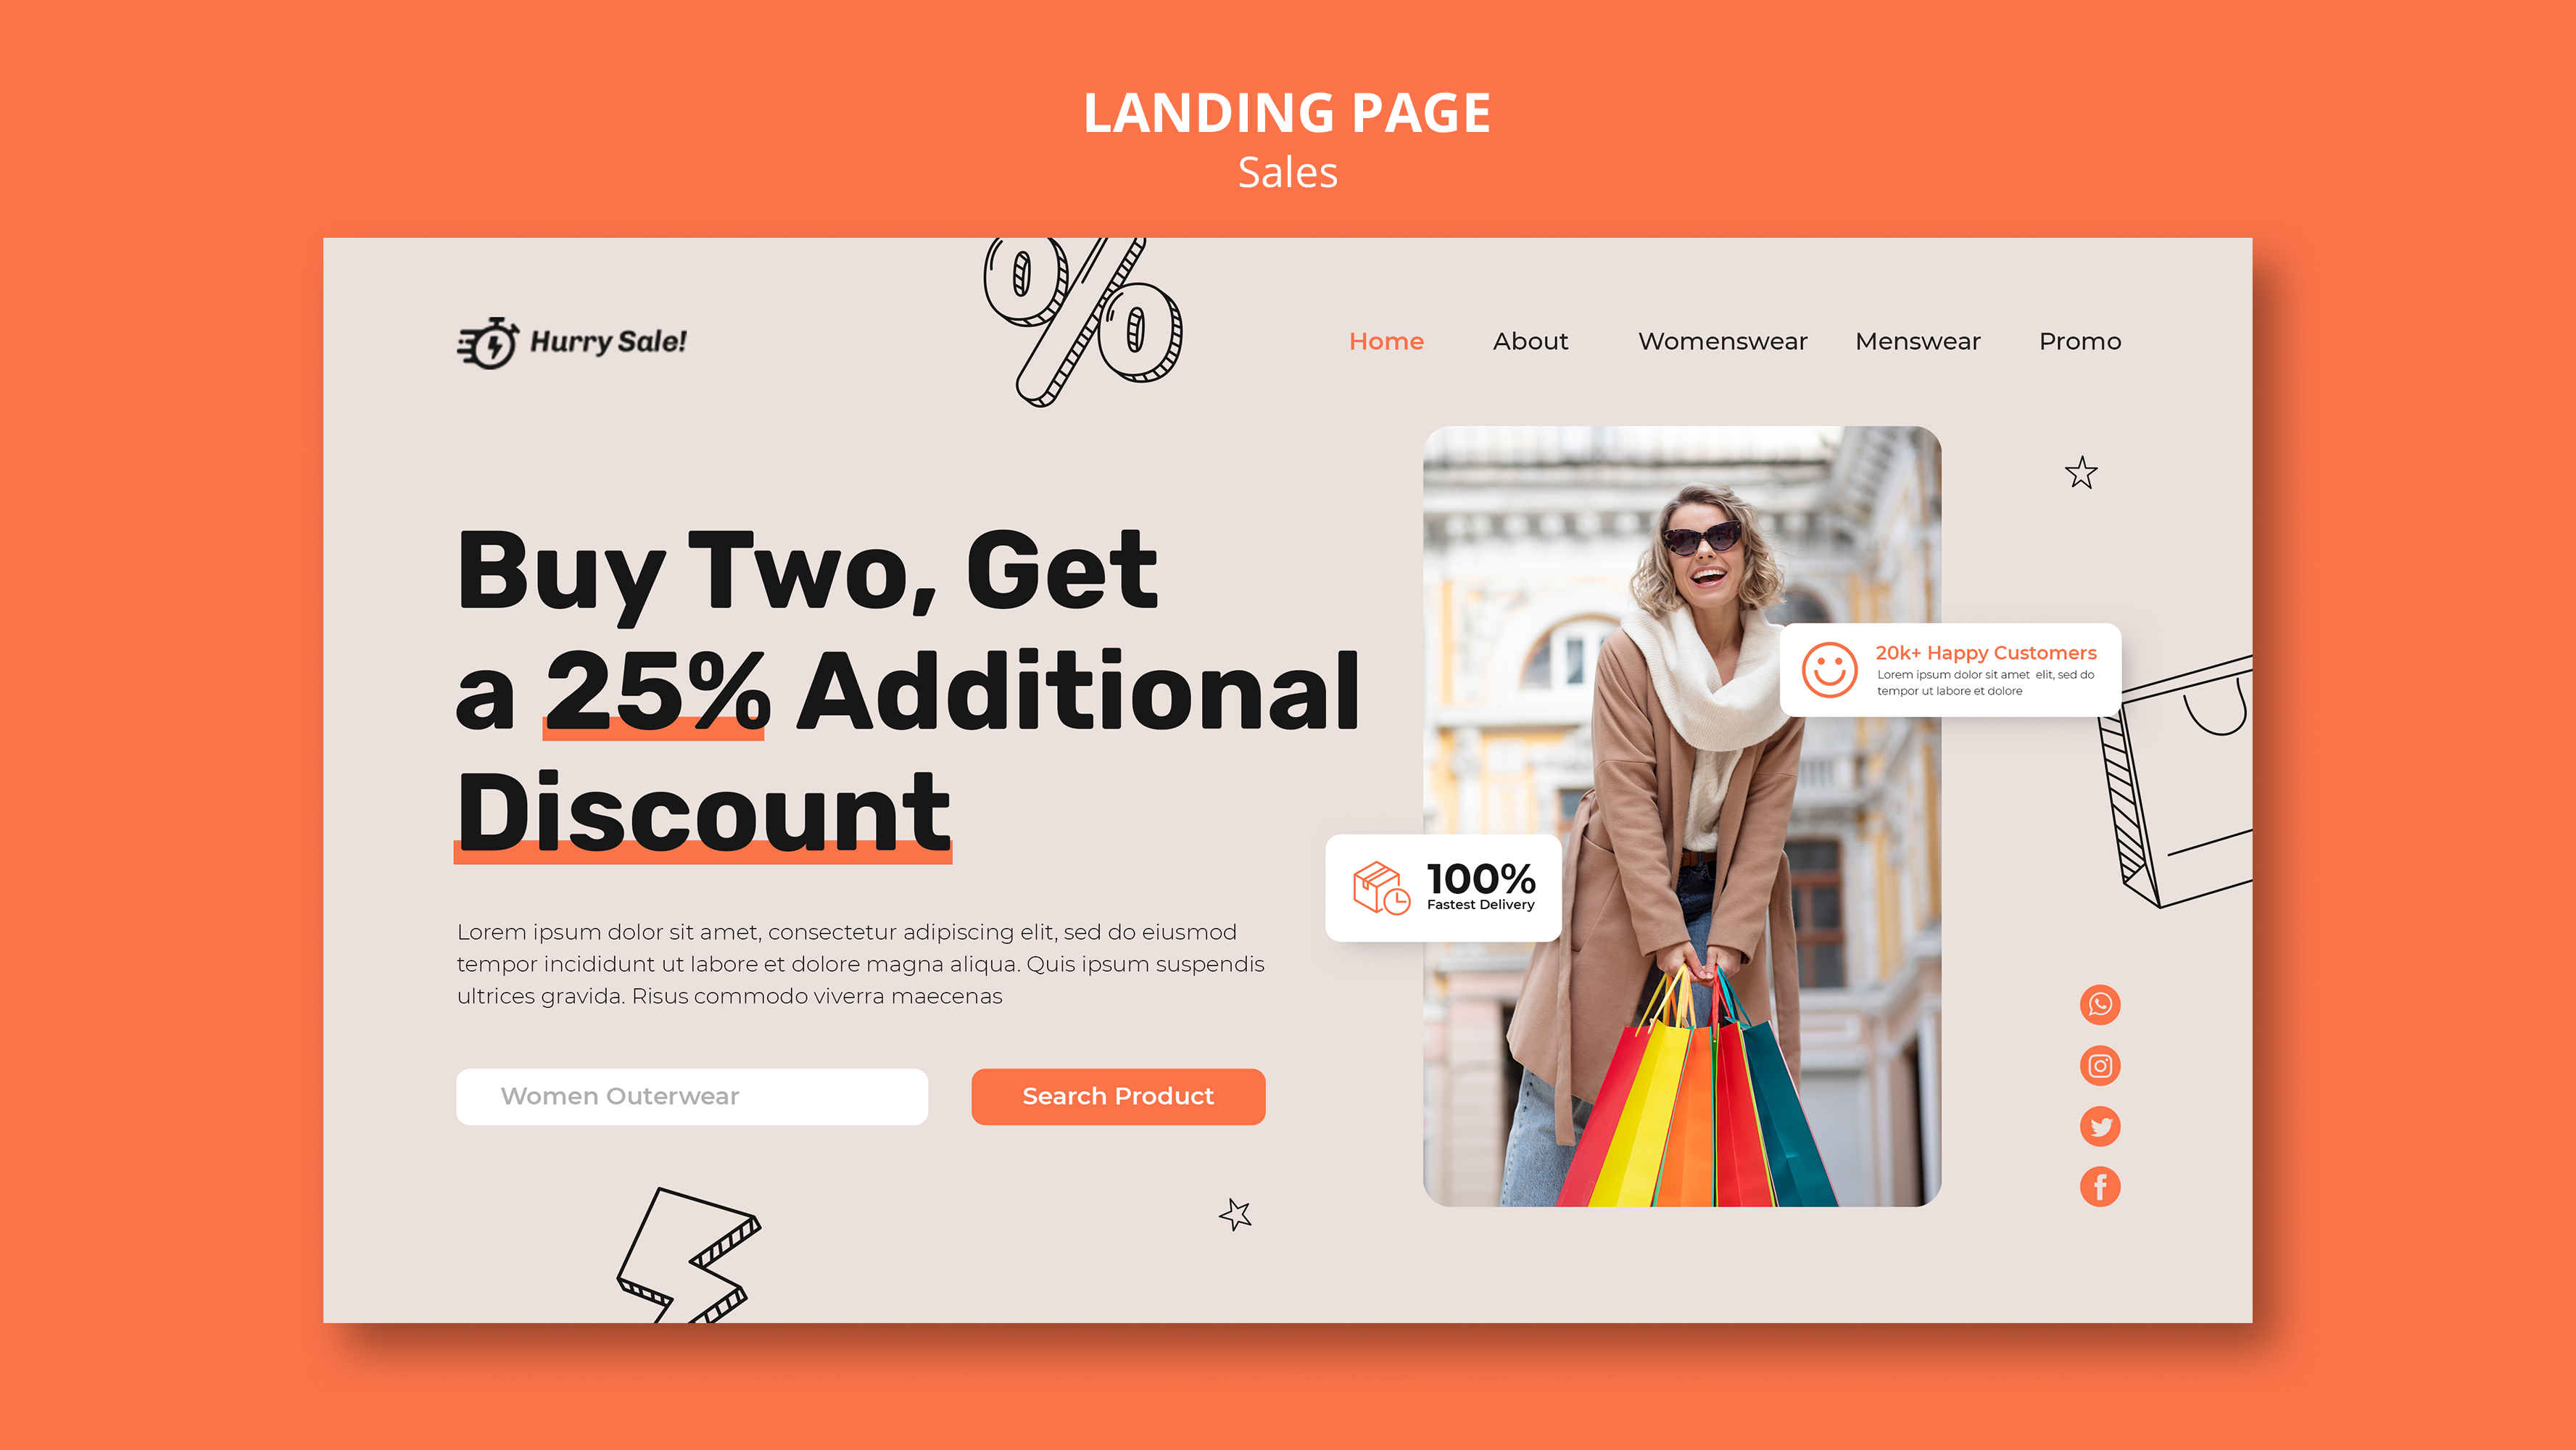 LANDING PAGE
Sales
%
Hurry Sale!
Home About Womenswear Menswear Promo
Buy Two, Get
a 25% Additional
Discount
20k+ Happy Customers
Lorem ipsum dolor sit amet elit, sed do
tempor ut labore et dolore
100%
Fastest Delivery
Lorem ipsum dolor sit amet, consectetur adipiscing elit, sed do eiusmod
tempor incididunt ut labore et dolore magna aliqua. Quis ipsum suspendis
ultrices gravida. Risus commodo viverra maecenas
Women Outerwear
Search Product